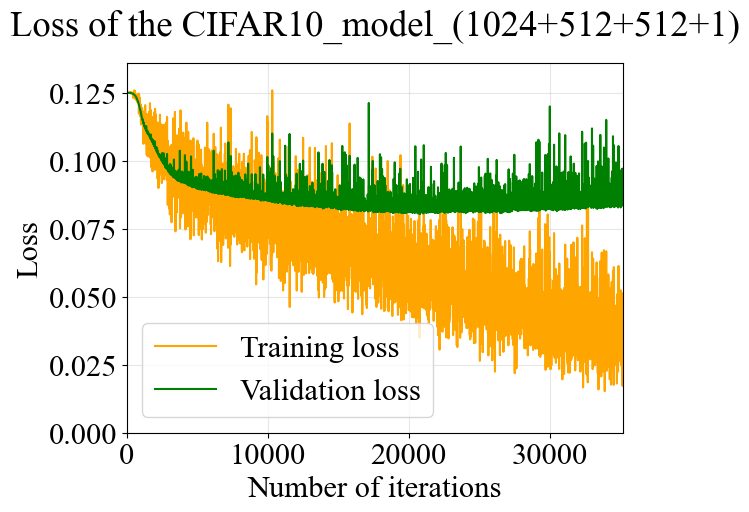 Loss of the CIFAR10_model_(1024+512+512+1)
0.125
0.100
0.075
0.050
0.025
0.000
Loss
Training loss
Validation loss
0 10000 20000 30000
Number of iterations